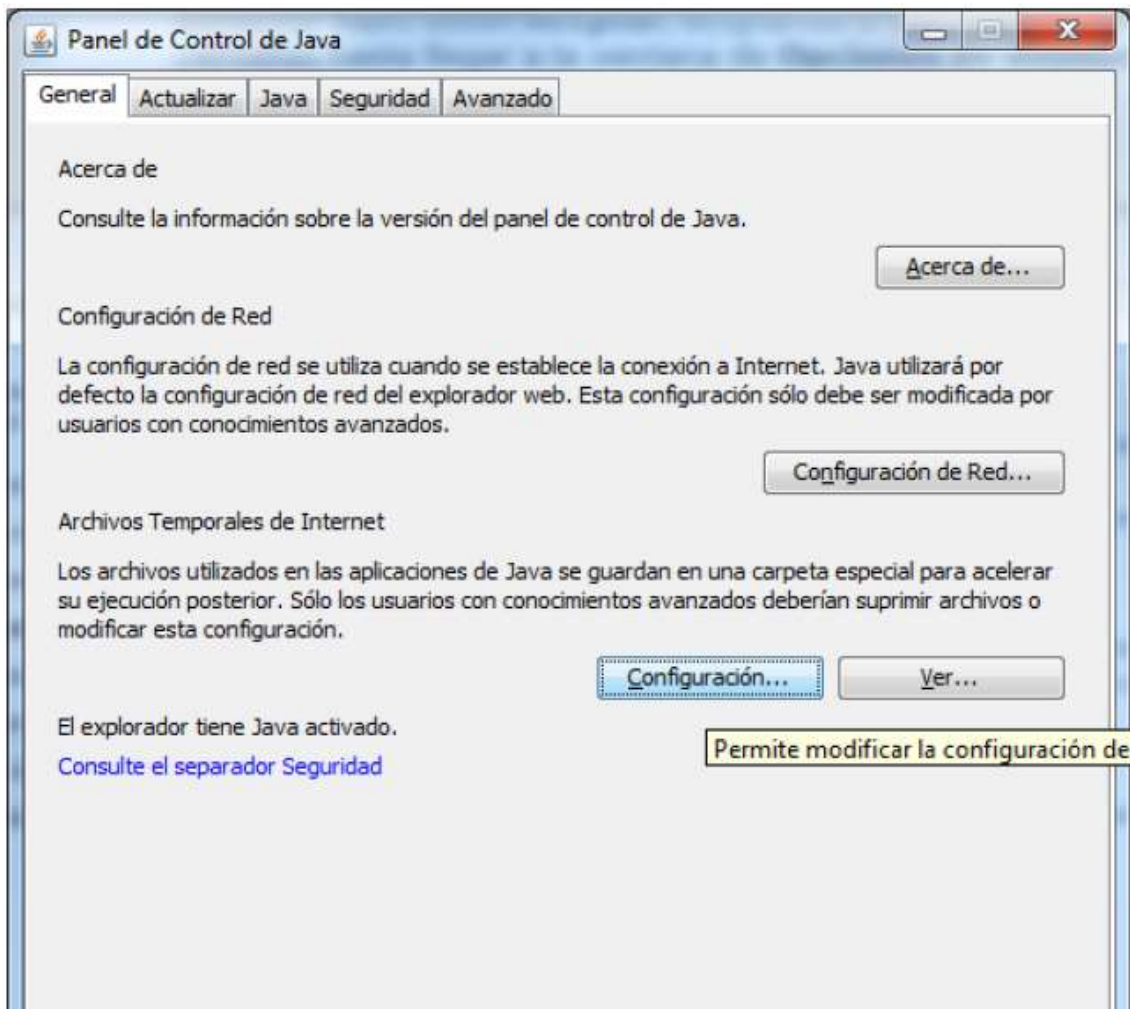 Panel de Control de Java
General Actualizar Java Seguridad Avanzado
Acerca de
Consulte la información sobre la versión del panel de control de Java.
Acerca de...
Configuración de Red
La configuración de red se utiliza cuando se establece la conexión a Internet. Java utilizará por
defecto la configuración de red del explorador web. Esta configuración sólo debe ser modificada por
usuarios con conocimientos avanzados.
Configuración de Red...
Archivos Temporales de Internet
Los archivos utilizados en las aplicaciones de Java se guardan en una carpeta especial para acelerar
su ejecución posterior. Sólo los usuarios con conocimientos avanzados deberían suprimir archivos o
modificar esta configuración.
Configuración... Ver...
El explorador tiene Java activado.
Permite modificar la configuración de
Consulte el separador Seguridad